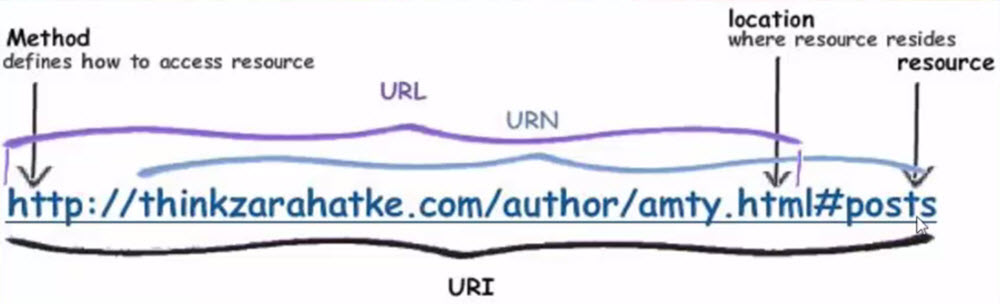 Method
defines how to access resource
location
where resource resides
resource
URL
URN
http://thinkzarahatke.com/author/amty.html#posts
URI